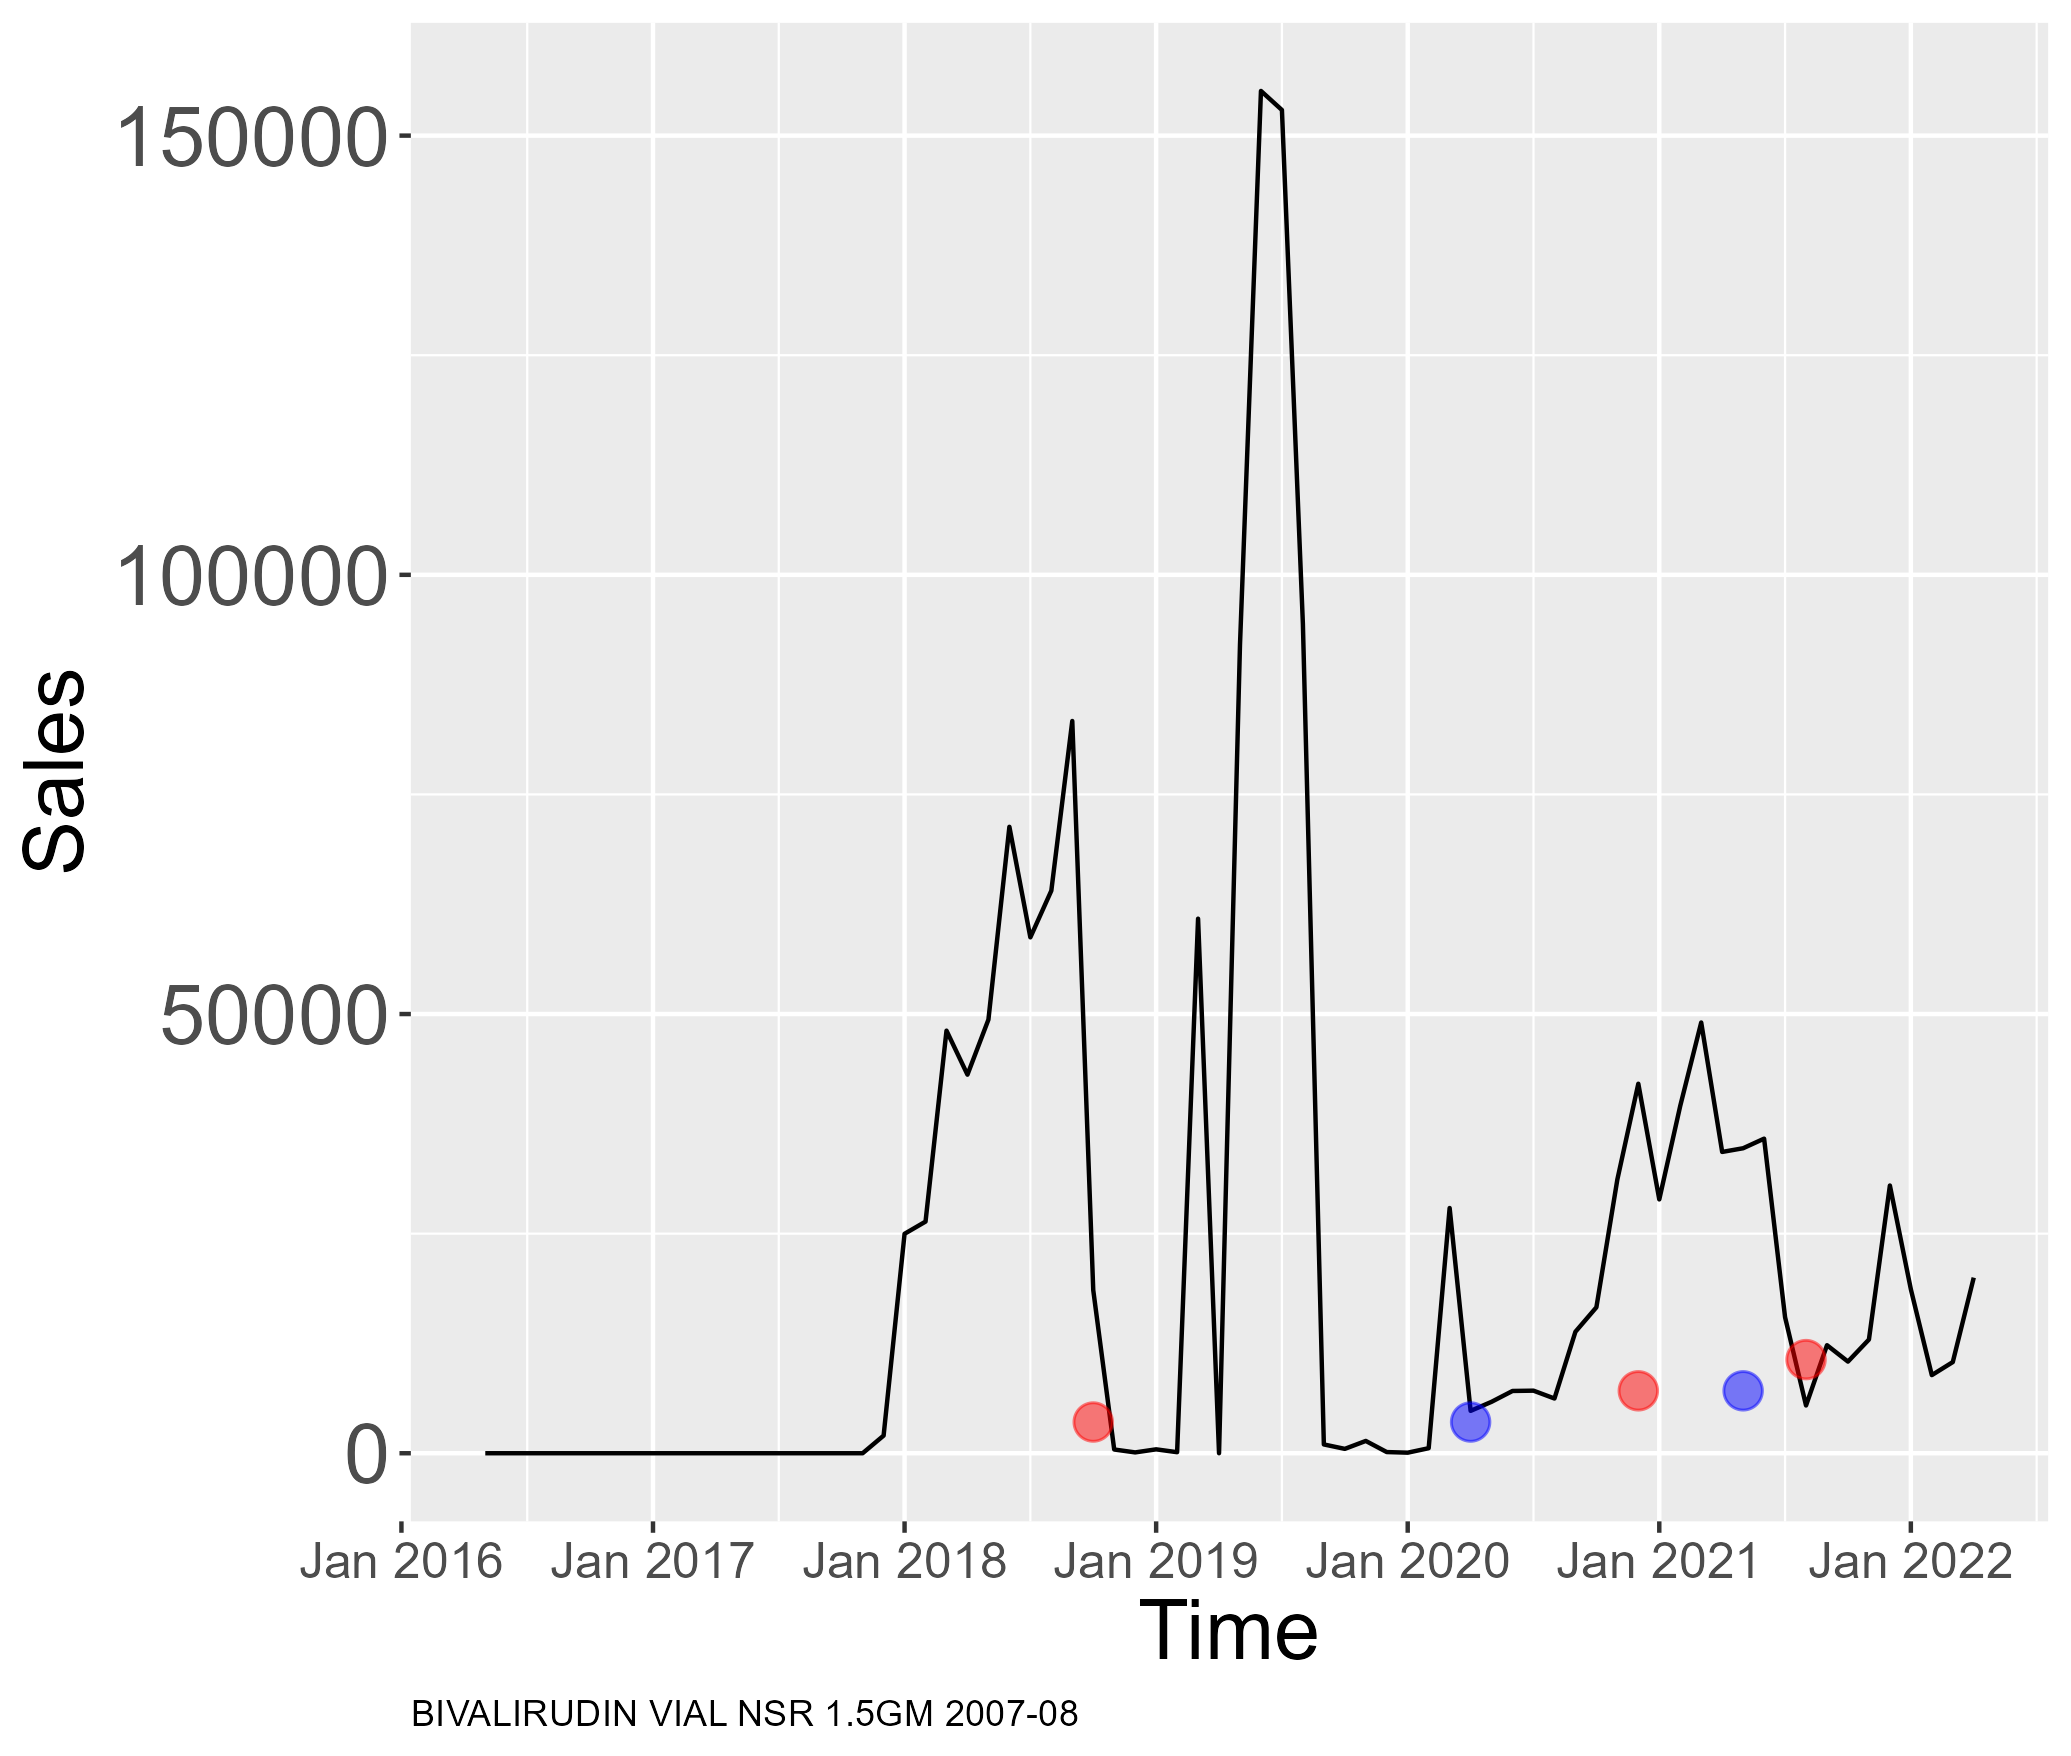 150000
100000
50000
0
Sales
Jan 2016 Jan 2017 Jan 2018 Jan 2019 Jan 2020 Jan 2021 Jan 2022
Time
BIVALIRUDIN VIAL NSR 1.5GM 2007-08